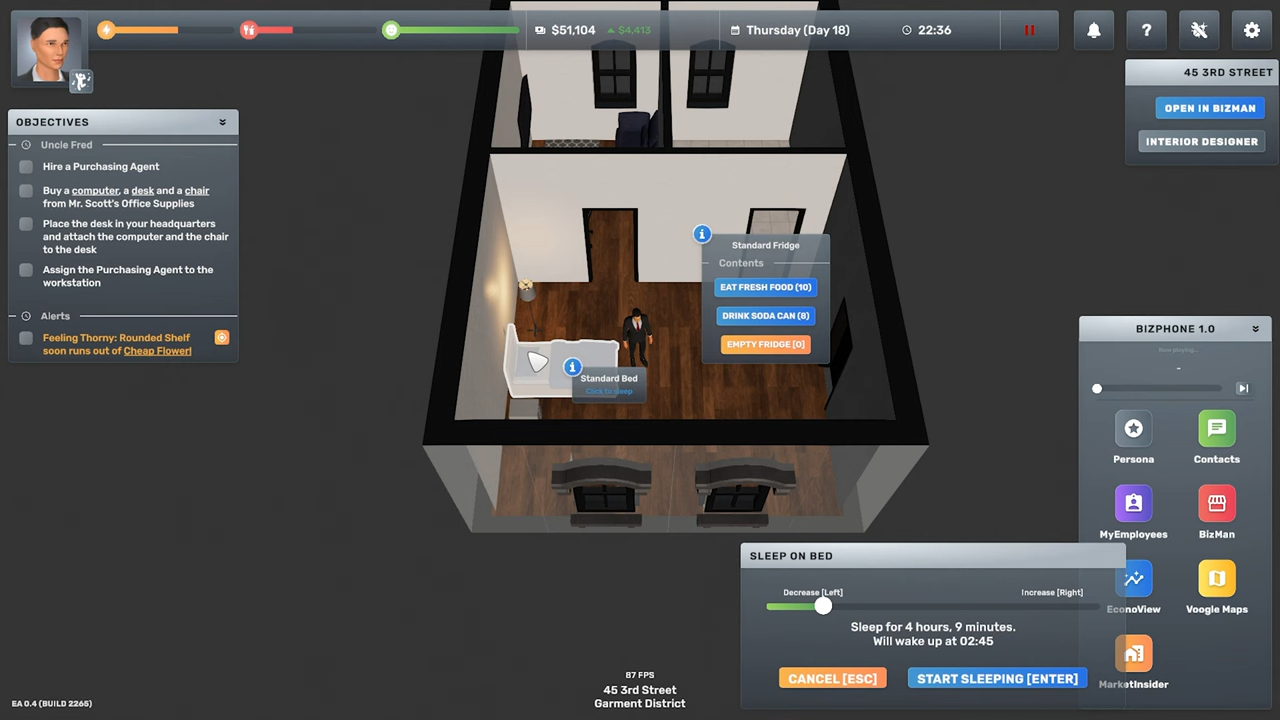 $51,104
$4,413
Thursday (Day 18)
22:36
?
OBJECTIVES
Uncle Fred
Hire a Purchasing Agent
Buy a computer, a desk and a chair
from Mr. Scott's Office Supplies
Place the desk in your headquarters
and attach the computer and the chair
to the desk
Assign the Purchasing Agent to the
workstation
Alerts
Feeling Thorny: Rounded Shelf
soon runs out of Cheap Flower!
45 3RD STREET
OPEN IN BIZMAN
INTERIOR DESIGNER
Standard Fridge
Contents
EAT FRESH FOOD (10)
DRINK SODA CAN (8)
EMPTY FRIDGE [0]
Standard Bed
Click to sleep
BIZPHONE 1.0
Now playing...
-
Persona
Contacts
MyEmployees
BizMan
EconoView
Voogle Maps
MarketInsider
SLEEP ON BED
Decrease [Left]
Increase [Right]
Sleep for 4 hours, 9 minutes.
Will wake up at 02:45
CANCEL [ESC]
START SLEEPING [ENTER]
87 FPS
45 3rd Street
Garment District
EA 0.4 (BUILD 2265)